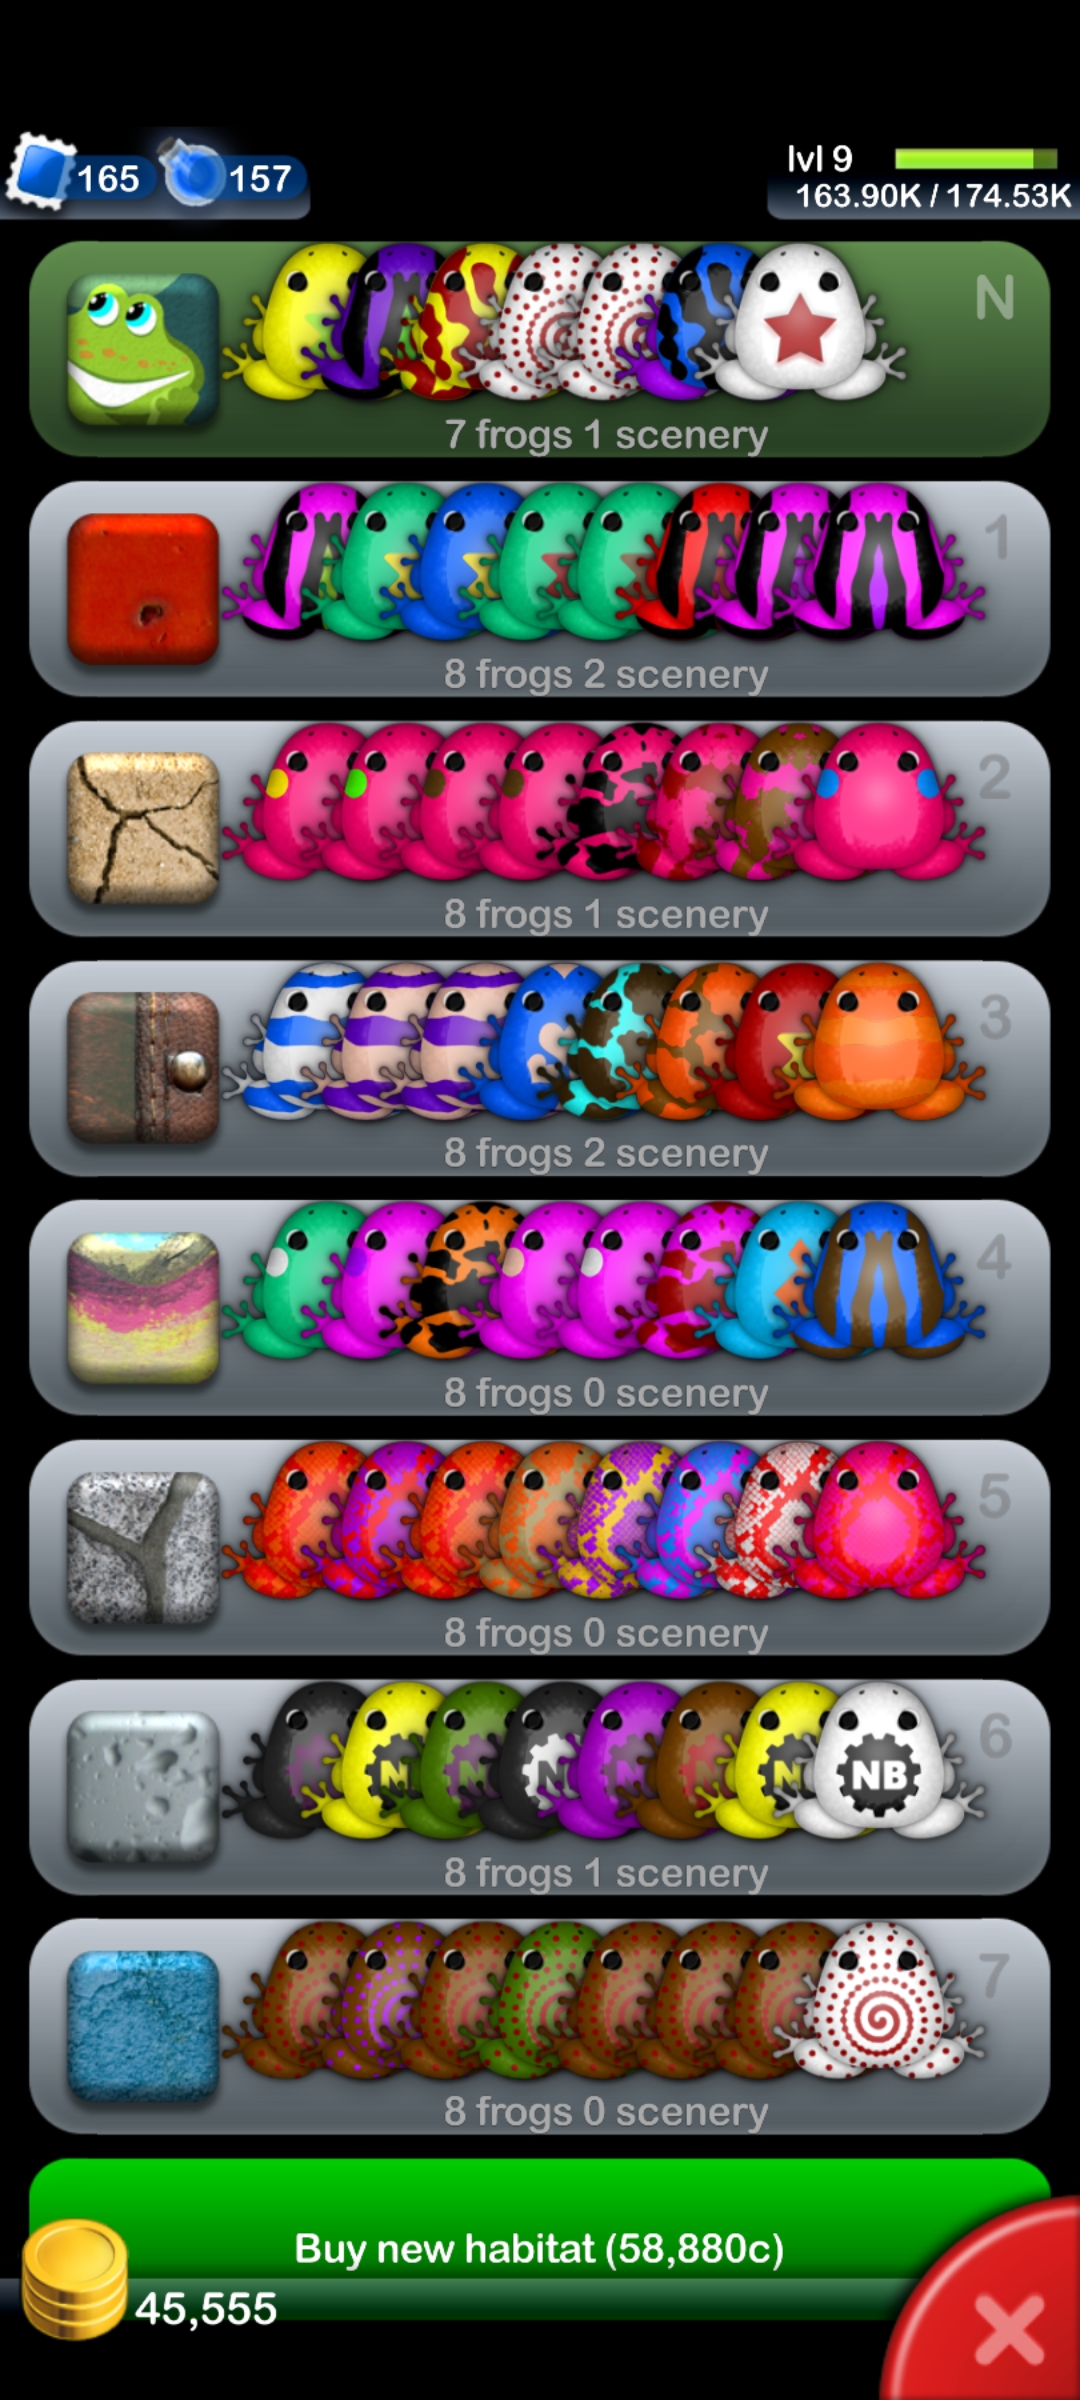 165 157
lvl 9
163.90K / 174.53K
N
7 frogs 1 scenery
1
8 frogs 2 scenery
2
8 frogs 1 scenery
3
8 frogs 2 scenery
4
8 frogs 0 scenery
5
8 frogs 0 scenery
6
N N N N N N N NB
8 frogs 1 scenery
7
8 frogs 0 scenery
Buy new habitat (58,880c)
45,555